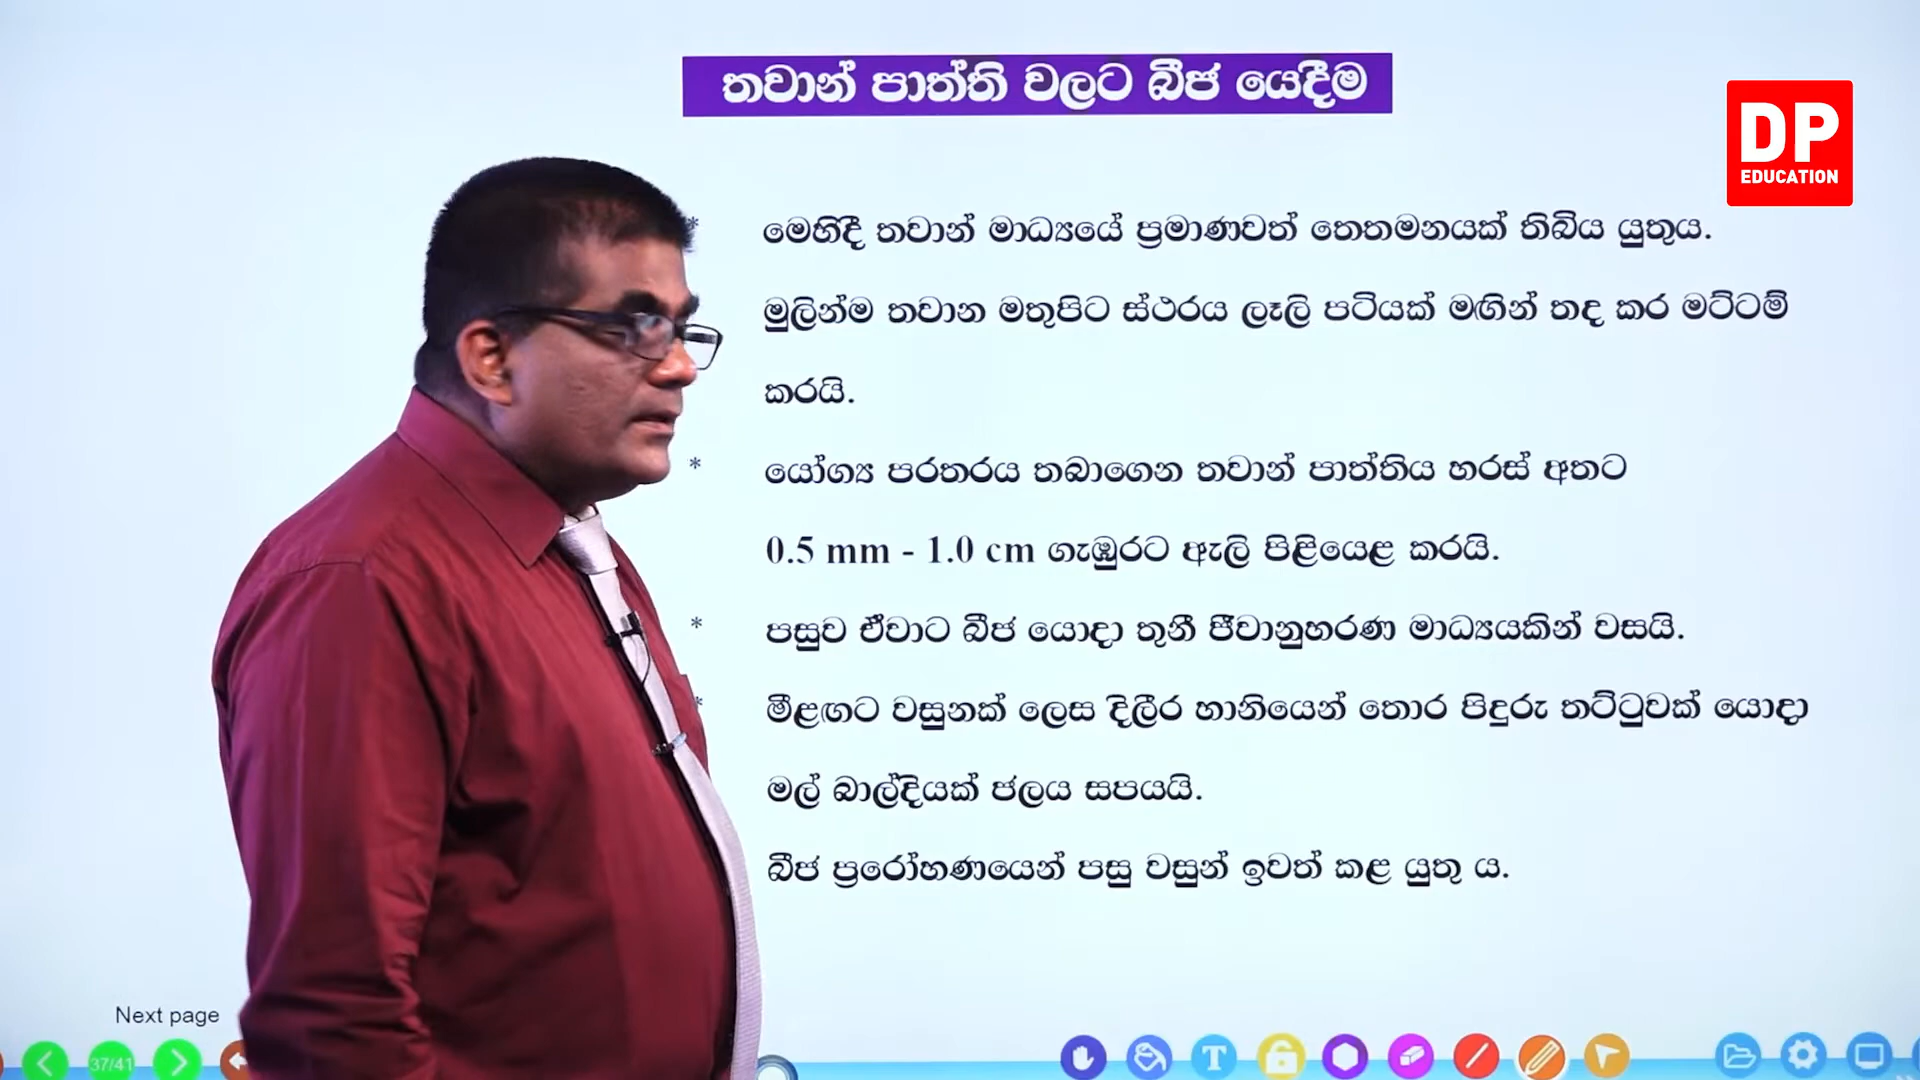 තවාන් පාත්ති වලට බීජ යෙදීම
DP
EDUCATION
* මෙහිදී තවාන් මාධ්‍යයේ ප්‍රමාණවත් තෙතමනයක් තිබිය යුතුය.
මුලින්ම තවාන මතුපිට ස්ථරය ලෑලි පටියක් මඟින් තද කර මට්ටම්
කරයි.
* යෝග්‍ය පරතරය තබාගෙන තවාන් පාත්තිය හරස් අතට
0.5 mm - 1.0 cm ගැඹුරට ඇලි පිළියෙළ කරයි.
* පසුව ඒවාට බීජ යොදා තුනී ජීවානුහරණ මාධ්‍යයකින් වසයි.
* මීළඟට වසුනක් ලෙස දිලීර හානියෙන් තොර පිදුරු තට්ටුවක් යොදා
මල් බාල්දියක් ජලය සපයයි.
බීජ ප්‍රරෝහණයෙන් පසු වසුන් ඉවත් කළ යුතු ය.
Next page
37/41